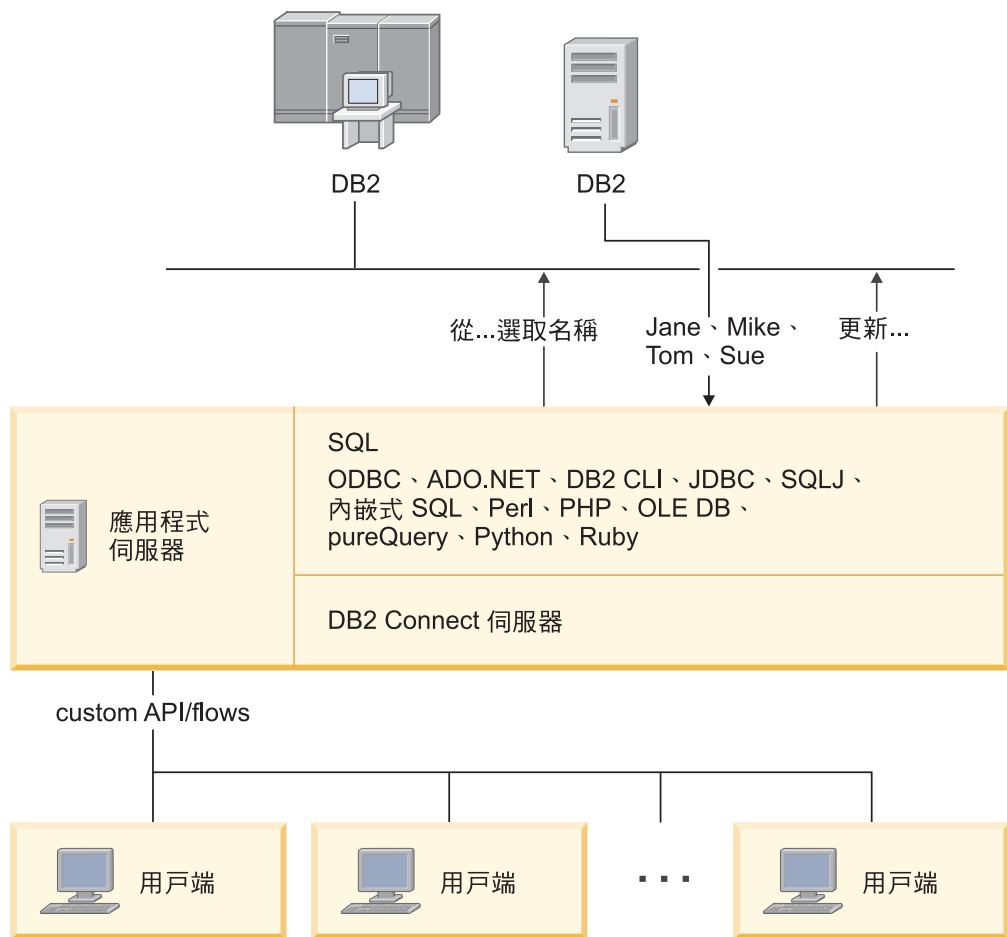 DB2
DB2
從...選取名稱
Jane、Mike、
Tom、Sue
更新...
應用程式
伺服器
SQL
ODBC、ADO.NET、DB2 CLI、JDBC、SQLJ、
內嵌式 SQL、Perl、PHP、OLE DB、
pureQuery、Python、Ruby
DB2 Connect 伺服器
custom API/flows
用戶端
用戶端
...
用戶端